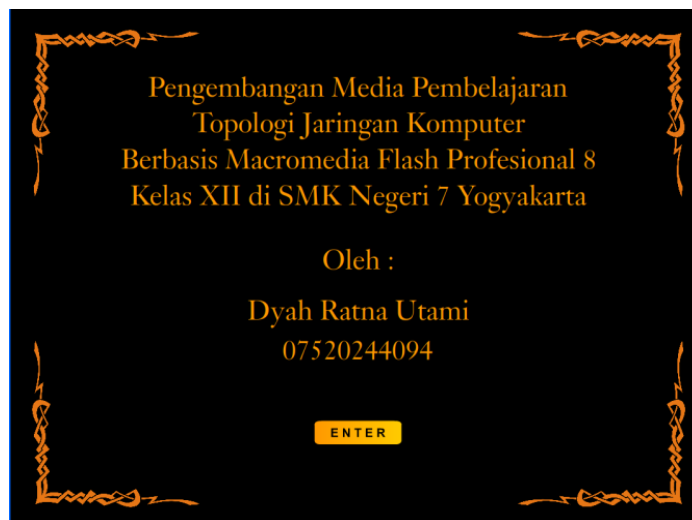 Pengembangan Media Pembelajaran
Topologi Jaringan Komputer
Berbasis Macromedia Flash Profesional 8
Kelas XII di SMK Negeri 7 Yogyakarta
Oleh :
Dyah Ratna Utami
07520244094
ENTER